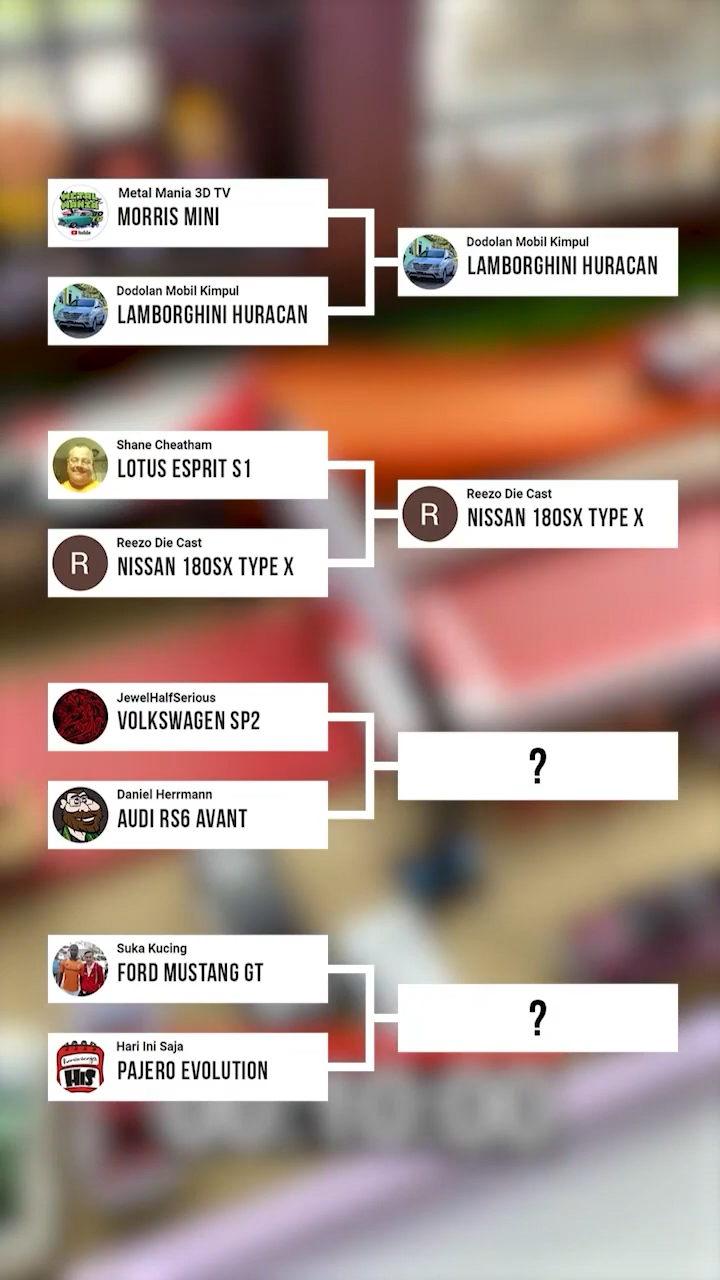 Metal Mania 3D TV
MORRIS MINI
Dodolan Mobil Kimpul
LAMBORGHINI HURACAN
Dodolan Mobil Kimpul
LAMBORGHINI HURACAN
Shane Cheatham
LOTUS ESPRIT S1
R
Reezo Die Cast
NISSAN 180SX TYPE X
R
Reezo Die Cast
NISSAN 180SX TYPE X
JewelHalfSerious
VOLKSWAGEN SP2
Daniel Herrmann
AUDI RS6 AVANT
?
Suka Kucing
FORD MUSTANG GT
HIS
Hari Ini Saja
PAJERO EVOLUTION
?